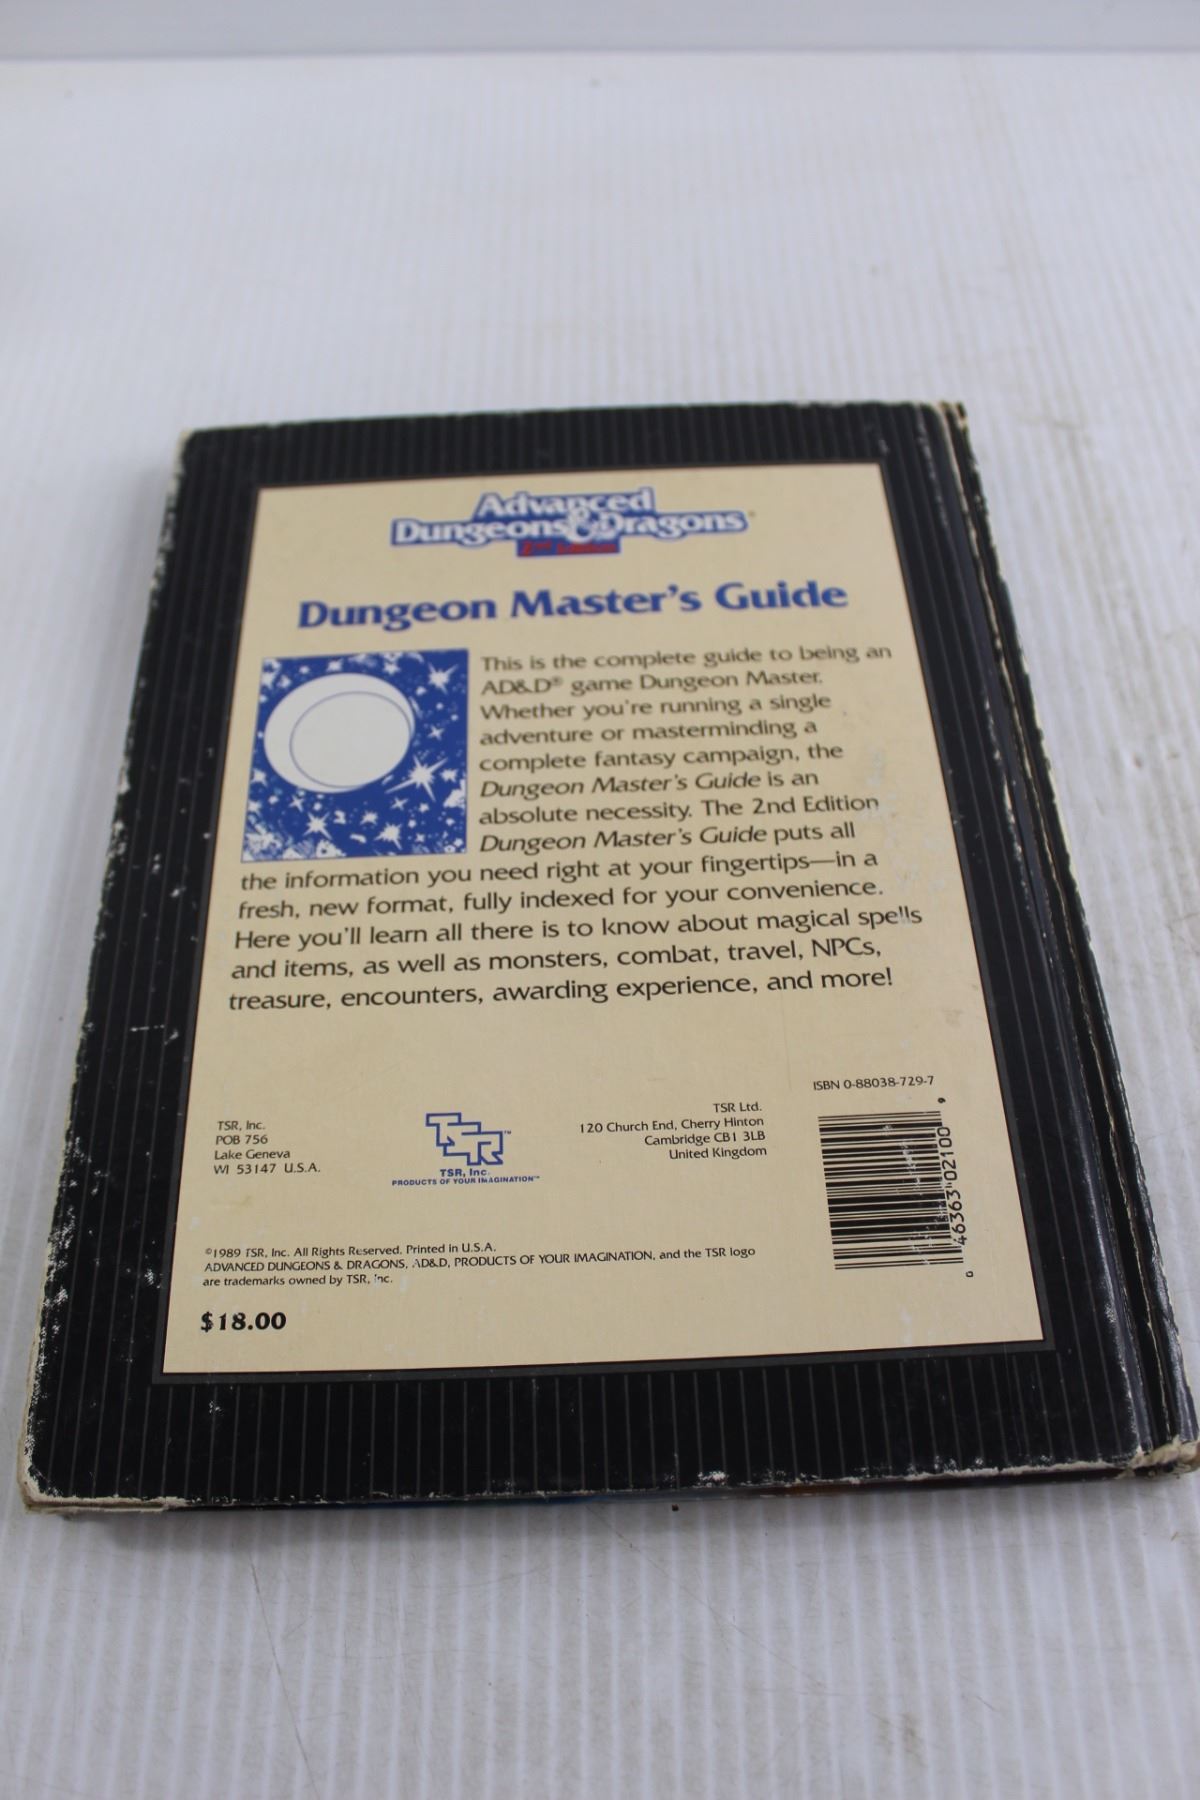 Advanced
Dungeons & Dragons®
2nd Edition
Dungeon Master's Guide
This is the complete guide to being an
AD&D® game Dungeon Master.
Whether you're running a single
adventure or masterminding a
complete fantasy campaign, the
Dungeon Master's Guide is an
absolute necessity. The 2nd Edition
Dungeon Master's Guide puts all
the information you need right at your fingertips—in a
fresh, new format, fully indexed for your convenience.
Here you'll learn all there is to know about magical spells
and items, as well as monsters, combat, travel, NPCs,
treasure, encounters, awarding experience, and more!
TSR, Inc.
POB 756
Lake Geneva
WI 53147 U.S.A.
TSR™
TSR, Inc.
PRODUCTS OF YOUR IMAGINATION™
TSR Ltd.
120 Church End, Cherry Hinton
Cambridge CB1 3LB
United Kingdom
ISBN 0-88038-729-7
0 46363 02100 9
©1989 TSR, Inc. All Rights Reserved. Printed in U.S.A.
ADVANCED DUNGEONS & DRAGONS, AD&D, PRODUCTS OF YOUR IMAGINATION, and the TSR logo
are trademarks owned by TSR, Inc.
$18.00